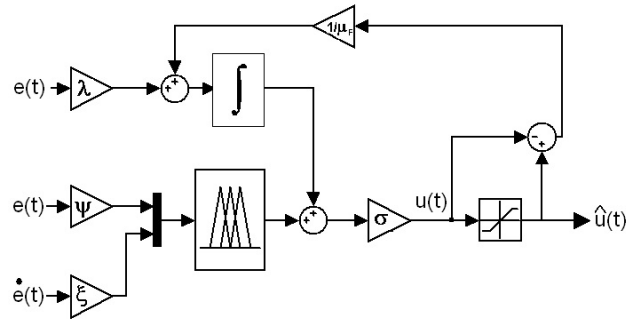 1/μF
e(t) λ + + ∫
- +
e(t) ψ
+ + σ u(t) û(t)
ė(t) ξ